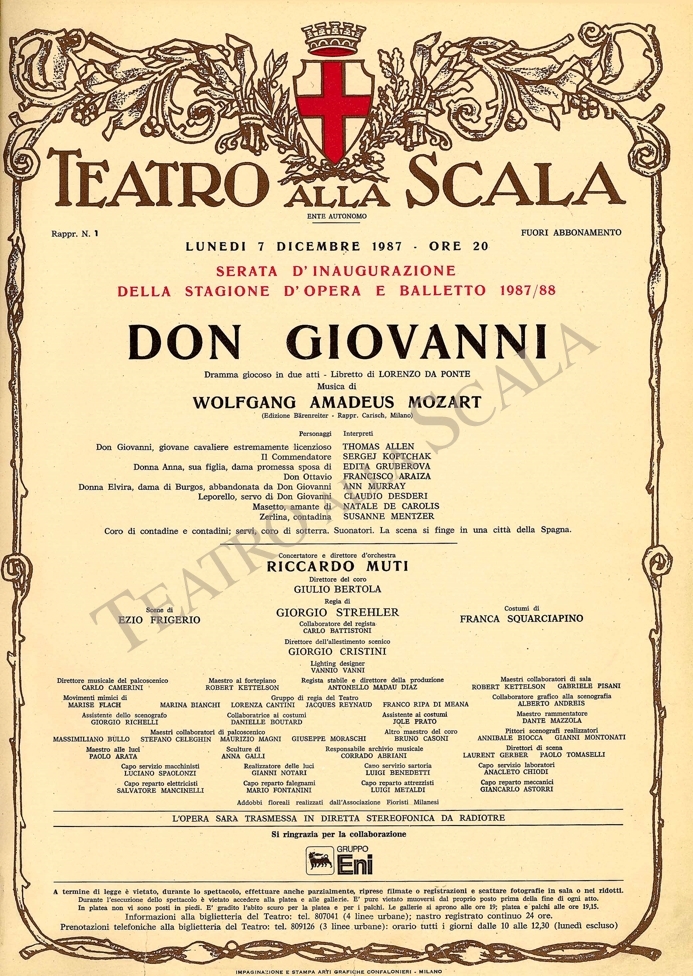 TEATRO ALLA SCALA
ENTE AUTONOMO
Rappr. N. 1
FUORI ABBONAMENTO
LUNEDI 7 DICEMBRE 1987 - ORE 20
SERATA D'INAUGURAZIONE
DELLA STAGIONE D'OPERA E BALLETTO 1987/88
DON GIOVANNI
Dramma giocoso in due atti - Libretto di LORENZO DA PONTE
Musica di
WOLFGANG AMADEUS MOZART
(Edizione Bärenreiter - Rappr. Carisch, Milano)
Personaggi Interpreti
Don Giovanni, giovane cavaliere estremamente licenzioso THOMAS ALLEN
Il Commendatore SERGEJ KOPTCHAK
Donna Anna, sua figlia, dama promessa sposa di EDITA GRUBEROVA
Don Ottavio FRANCISCO ARAIZA
Donna Elvira, dama di Burgos, abbandonata da Don Giovanni ANN MURRAY
Leporello, servo di Don Giovanni CLAUDIO DESDERI
Masetto, amante di NATALE DE CAROLIS
Zerlina, contadina SUSANNE MENTZER
Coro di contadine e contadini; servi, coro di sotterra. Suonatori. La scena si finge in una città della Spagna.
Concertatore e direttore d'orchestra
RICCARDO MUTI
Direttore del coro
GIULIO BERTOLA
Regia di
GIORGIO STREHLER
Scene di
EZIO FRIGERIO
Costumi di
FRANCA SQUARCIAPINO
Collaboratore del regista
CARLO BATTISTONI
Direttore dell'allestimento scenico
GIORGIO CRISTINI
Lighting designer
VANNIO VANNI
Direttore musicale del palcoscenico Maestro al fortepiano Regista stabile e direttore della produzione Maestri collaboratori di sala
CARLO CAMERINI ROBERT KETTELSON ANTONELLO MADAU DIAZ ROBERT KETTELSON GABRIELE PISANI
Movimenti mimici di Gruppo di regia del Teatro Collaboratore grafico alla scenografia
MARISE FLACH MARINA BIANCHI LORENZA CANTINI JACQUES REYNAUD FRANCO RIPA DI MEANA ALBERTO ANDREIS
Assistente dello scenografo Collaboratrice ai costumi Assistente ai costumi Maestro rammentatore
GIORGIO RICHELLI DANIELLE BOUTARD JOLE PRATO DANTE MAZZOLA
Maestri collaboratori di palcoscenico Altro maestro del coro Pittori scenografi realizzatori
MASSIMILIANO BULLO STEFANO CELEGHIN MAURIZIO MAGNI GIUSEPPE MORASCHI BRUNO CASONI ANNIBALE BIOCCA GIANNI MONTONATI
Maestro alle luci Sculture di Responsabile archivio musicale Direttori di scena
PAOLO ARATA ANNA GALLI CORRADO ABRIANI LAURENT GERBER PAOLO TOMASELLI
Capo servizio macchinisti Realizzatore delle luci Capo servizio sartoria Capo servizio laboratori
LUCIANO SPAOLONZI GIANNI NOTARI LUIGI BENEDETTI ANACLETO CHIODI
Capo reparto elettricisti Capo reparto falegnami Capo reparto attrezzisti Capo reparto meccanici
SALVATORE MANCINELLI MARIO FONTANINI LUIGI METALDI GIANCARLO ASTORRI
Addobbi floreali realizzati dall'Associazione Fioristi Milanesi
L'OPERA SARÀ TRASMESSA IN DIRETTA STEREOFONICA DA RADIOTRE
Si ringrazia per la collaborazione
GRUPPO
Eni
A termine di legge è vietato, durante lo spettacolo, effettuare anche parzialmente, riprese filmate o registrazioni e scattare fotografie in sala o nei ridotti.
Durante l'esecuzione dello spettacolo è vietato accedere alla platea e alle gallerie. E' pure vietato muoversi dal proprio posto prima della fine di ogni atto.
In platea non vi sono posti in piedi. E' gradito l'abito scuro per la platea e per i palchi. Le gallerie si aprono alle ore 19; platea e palchi alle ore 19,15.
Informazioni alla biglietteria del Teatro: tel. 807041 (4 linee urbane); nastro registrato continuo 24 ore.
Prenotazioni telefoniche alla biglietteria del Teatro: tel. 809126 (3 linee urbane): orario tutti i giorni dalle 10 alle 12,30 (lunedì escluso)
IMPAGINAZIONE E STAMPA ARTI GRAFICHE CONFALONIERI - MILANO
TEATRO ALLA SCALA